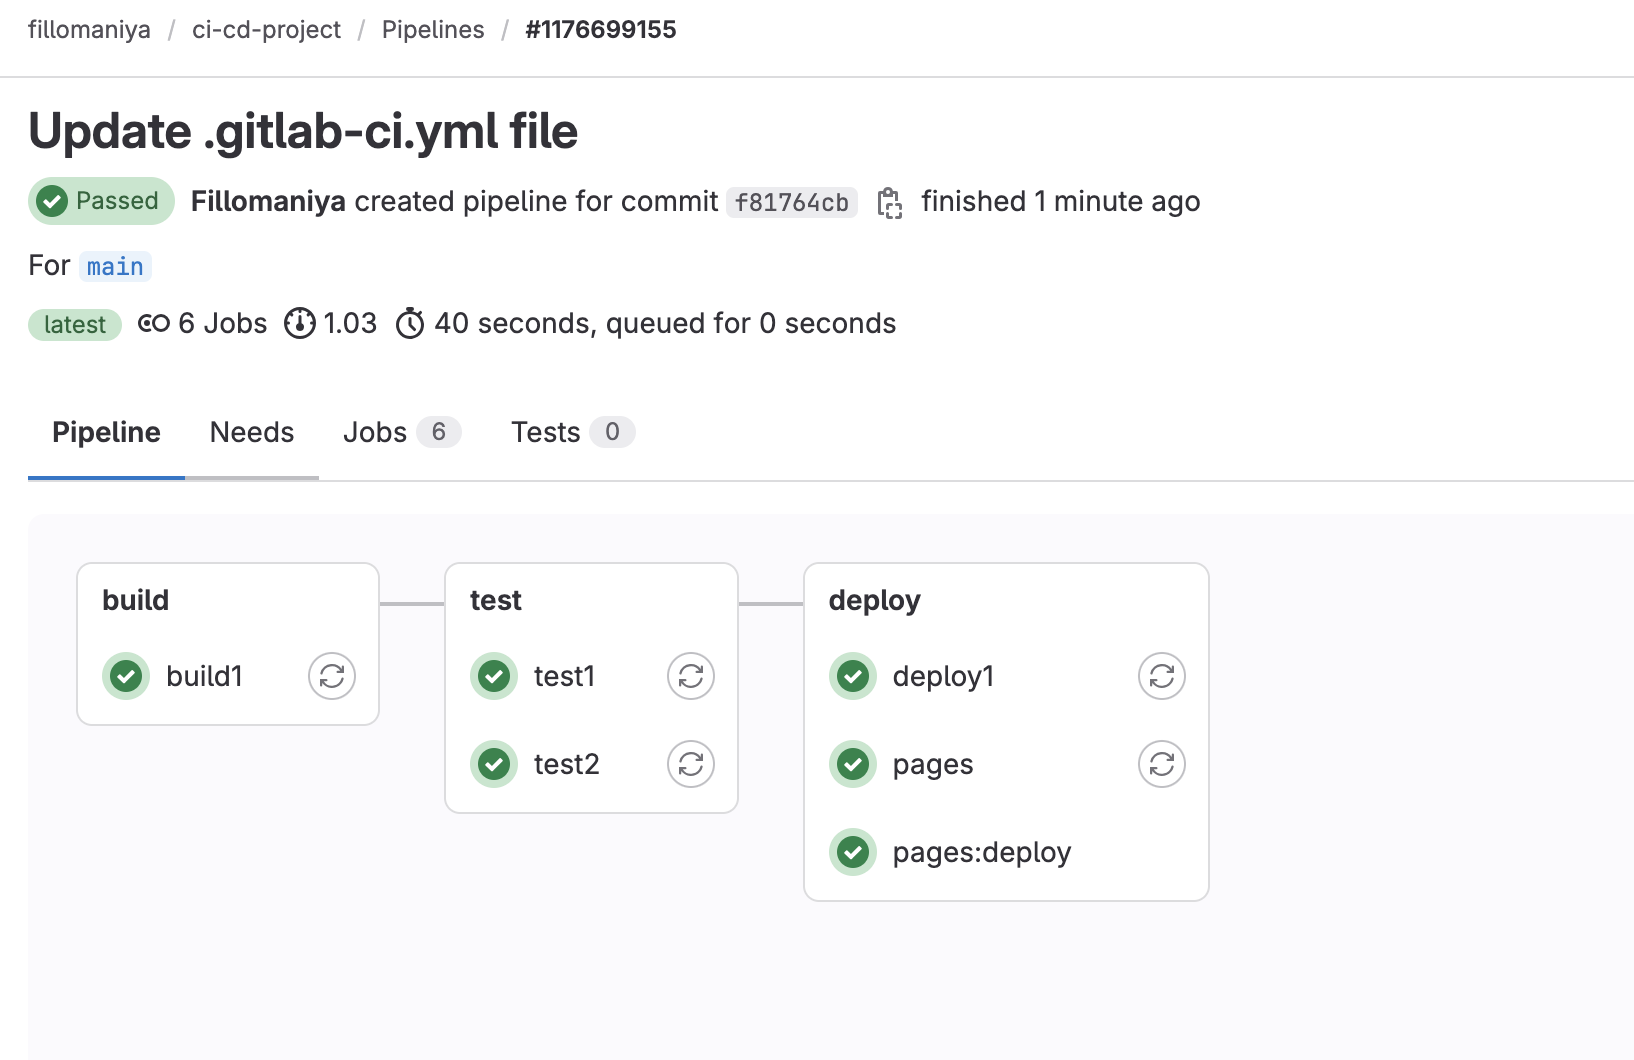 fillomaniya / ci-cd-project / Pipelines / #1176699155
Update .gitlab-ci.yml file
Passed Fillomaniya created pipeline for commit f81764cb finished 1 minute ago
For main
latest 6 Jobs 1.03 40 seconds, queued for 0 seconds
Pipeline Needs Jobs 6 Tests 0
build
build1
test
test1
test2
deploy
deploy1
pages
pages:deploy